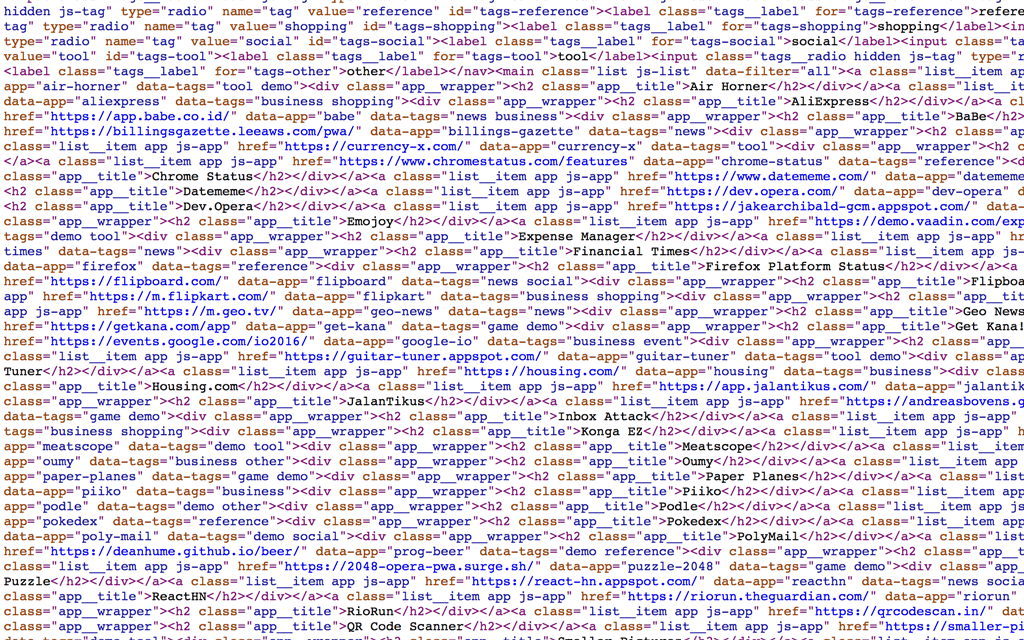 hidden js-tag" type="radio" name="tag" value="reference" id="tags-reference"><label class="tags__label" for="tags-reference">refere
tag" type="radio" name="tag" value="shopping" id="tags-shopping"><label class="tags__label" for="tags-shopping">shopping</label><in
type="radio" name="tag" value="social" id="tags-social"><label class="tags__label" for="tags-social">social</label><input class="ta
value="tool" id="tags-tool"><label class="tags__label" for="tags-tool">tool</label><input class="tags__radio hidden js-tag" type="r
<label class="tags__label" for="tags-other">other</label></nav><main class="list js-list" data-filter="all"><a class="list__item ap
app="air-horner" data-tags="tool demo"><div class="app__wrapper"><h2 class="app__title">Air Horner</h2></div></a><a class="list__it
data-app="aliexpress" data-tags="business shopping"><div class="app__wrapper"><h2 class="app__title">AliExpress</h2></div></a><a cl
href="https://app.babe.co.id/" data-app="babe" data-tags="news business"><div class="app__wrapper"><h2 class="app__title">BaBe</h2>
href="https://billingsgazette.leeaws.com/pwa/" data-app="billings-gazette" data-tags="news"><div class="app__wrapper"><h2 class="ap
class="list__item app js-app" href="https://currency-x.com/" data-app="currency-x" data-tags="tool"><div class="app__wrapper"><h2 c
</a><a class="list__item app js-app" href="https://www.chromestatus.com/features" data-app="chrome-status" data-tags="reference"><d
class="app__title">Chrome Status</h2></div></a><a class="list__item app js-app" href="https://www.datememe.com/" data-app="datememe
<h2 class="app__title">Datememe</h2></div></a><a class="list__item app js-app" href="https://dev.opera.com/" data-app="dev-opera" d
<h2 class="app__title">Dev.Opera</h2></div></a><a class="list__item app js-app" href="https://jakearchibald-gcm.appspot.com/" data-
class="app__wrapper"><h2 class="app__title">Emojoy</h2></div></a><a class="list__item app js-app" href="https://demo.vaadin.com/exp
tags="demo tool"><div class="app__wrapper"><h2 class="app__title">Expense Manager</h2></div></a><a class="list__item app js-app" hr
times" data-tags="news"><div class="app__wrapper"><h2 class="app__title">Financial Times</h2></div></a><a class="list__item app js-
data-app="firefox" data-tags="reference"><div class="app__wrapper"><h2 class="app__title">Firefox Platform Status</h2></div></a><a
href="https://flipboard.com/" data-app="flipboard" data-tags="news social"><div class="app__wrapper"><h2 class="app__title">Flipboa
app" href="https://m.flipkart.com/" data-app="flipkart" data-tags="business shopping"><div class="app__wrapper"><h2 class="app__tit
app js-app" href="https://m.geo.tv/" data-app="geo-news" data-tags="news"><div class="app__wrapper"><h2 class="app__title">Geo News
href="https://getkana.com/app" data-app="get-kana" data-tags="game demo"><div class="app__wrapper"><h2 class="app__title">Get Kana!
href="https://events.google.com/io2016/" data-app="google-io" data-tags="business event"><div class="app__wrapper"><h2 class="app__
class="list__item app js-app" href="https://guitar-tuner.appspot.com/" data-app="guitar-tuner" data-tags="tool demo"><div class="ap
Tuner</h2></div></a><a class="list__item app js-app" href="https://housing.com/" data-app="housing" data-tags="business"><div class
class="app__title">Housing.com</h2></div></a><a class="list__item app js-app" href="https://app.jalantikus.com/" data-app="jalantik
class="app__wrapper"><h2 class="app__title">JalanTikus</h2></div></a><a class="list__item app js-app" href="https://andreasbovens.g
data-tags="game demo"><div class="app__wrapper"><h2 class="app__title">Inbox Attack</h2></div></a><a class="list__item app js-app"
tags="business shopping"><div class="app__wrapper"><h2 class="app__title">Konga EZ</h2></div></a><a class="list__item app js-app" h
app="meatscope" data-tags="demo tool"><div class="app__wrapper"><h2 class="app__title">Meatscope</h2></div></a><a class="list__item
app="oumy" data-tags="business other"><div class="app__wrapper"><h2 class="app__title">Oumy</h2></div></a><a class="list__item app
app="paper-planes" data-tags="game demo"><div class="app__wrapper"><h2 class="app__title">Paper Planes</h2></div></a><a class="list
data-app="piiko" data-tags="business"><div class="app__wrapper"><h2 class="app__title">Piiko</h2></div></a><a class="list__item app
app="podle" data-tags="demo other"><div class="app__wrapper"><h2 class="app__title">Podle</h2></div></a><a class="list__item app js
app="pokedex" data-tags="reference"><div class="app__wrapper"><h2 class="app__title">Pokedex</h2></div></a><a class="list__item app
data-app="poly-mail" data-tags="demo social"><div class="app__wrapper"><h2 class="app__title">PolyMail</h2></div></a><a class="list
href="https://deanhume.github.io/beer/" data-app="prog-beer" data-tags="demo reference"><div class="app__wrapper"><h2 class="app__
class="list__item app js-app" href="https://2048-opera-pwa.surge.sh/" data-app="puzzle-2048" data-tags="game demo"><div class="app_
Puzzle</h2></div></a><a class="list__item app js-app" href="https://react-hn.appspot.com/" data-app="reacthn" data-tags="news socia
class="app__title">ReactHN</h2></div></a><a class="list__item app js-app" href="https://riorun.theguardian.com/" data-app="riorun"
class="app__wrapper"><h2 class="app__title">RioRun</h2></div></a><a class="list__item app js-app" href="https://qrcodescan.in/" dat
class="app__wrapper"><h2 class="app__title">QR Code Scanner</h2></div></a><a class="list__item app js-app" href="https://smaller-pi